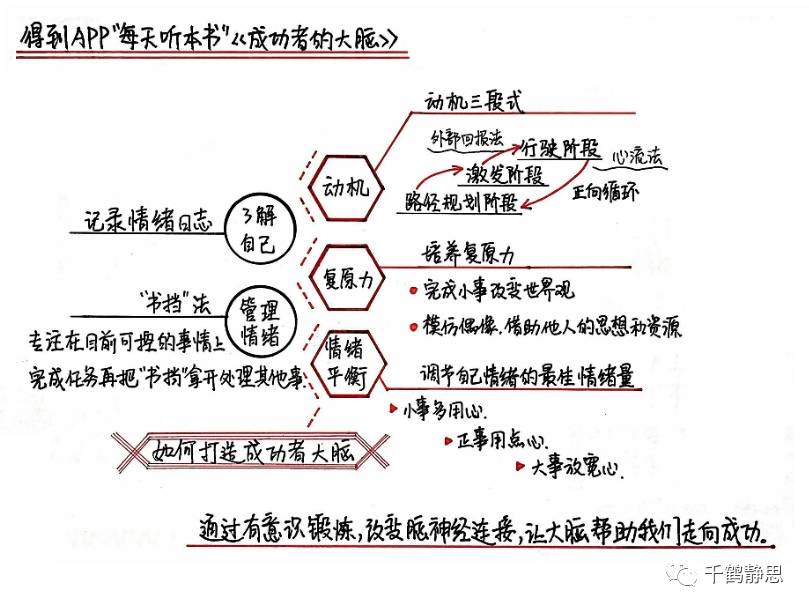 得到APP"每天听本书"《成功者的大脑》
动机三段式
外部回报法
行驶阶段
心流法
激发阶段
正向循环
路径规划阶段
动机
记录情绪日志
了解
自己
培养复原力
复原力
完成小事改变世界观
模仿偶像.借助他人的思想和资源
"书挡"法
管理
情绪
专注在目前可控的事情上
完成任务再把"书挡"拿开处理其他事.
情绪
平衡
调节自己情绪的最佳情绪量
小事多用心.
正事用点心.
大事放宽心.
如何打造成功者大脑
通过有意识锻炼,改变脑神经连接,让大脑帮助我们走向成功.
千鹤静思